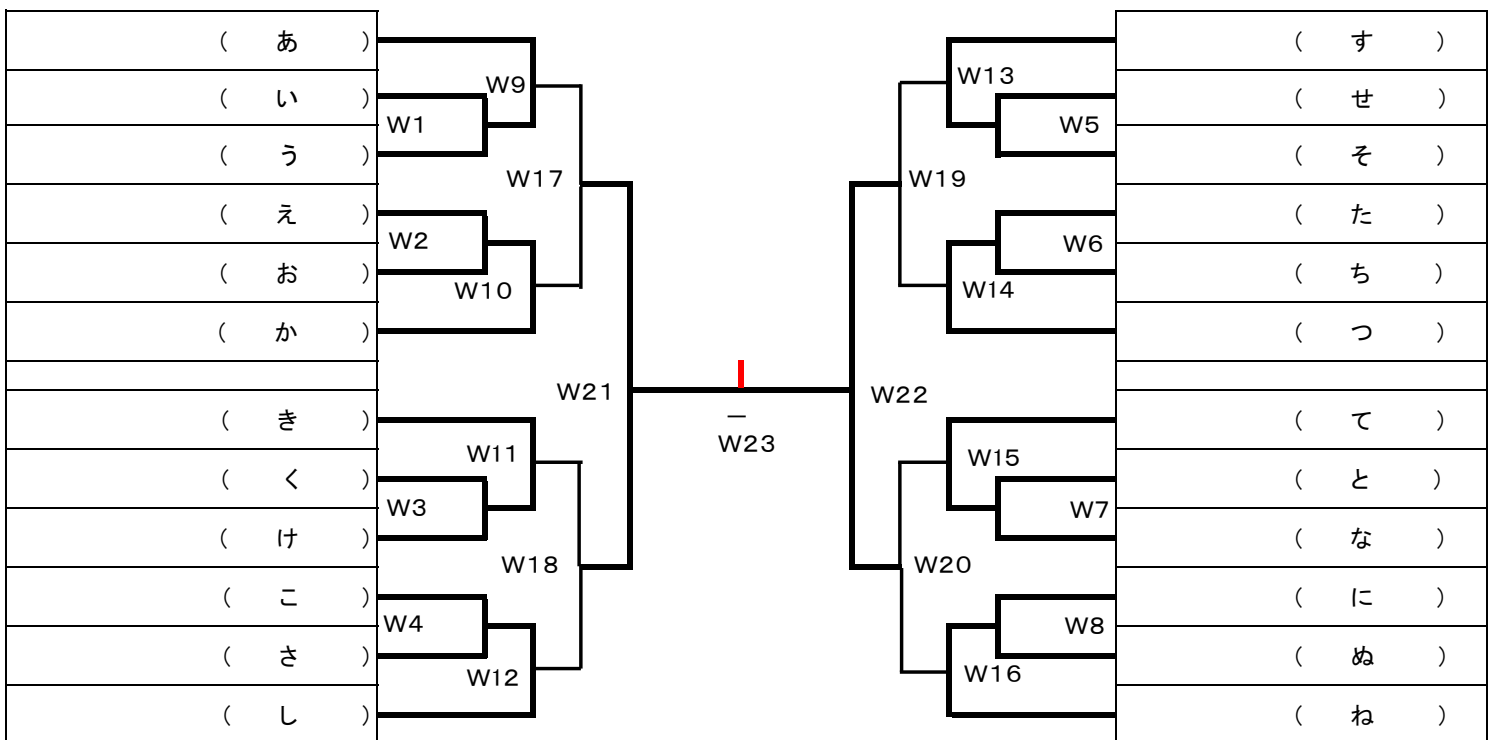 ( あ )
( い )
( う )
( え )
( お )
( か )
( き )
( く )
( け )
( こ )
( さ )
( し )
W9
W1
W17
W2
W10
W21
W11
W3
W18
W4
W12
－
W23
W13
W5
W19
W6
W14
W22
W15
W7
W20
W8
W16
( す )
( せ )
( そ )
( た )
( ち )
( つ )
( て )
( と )
( な )
( に )
( ぬ )
( ね )